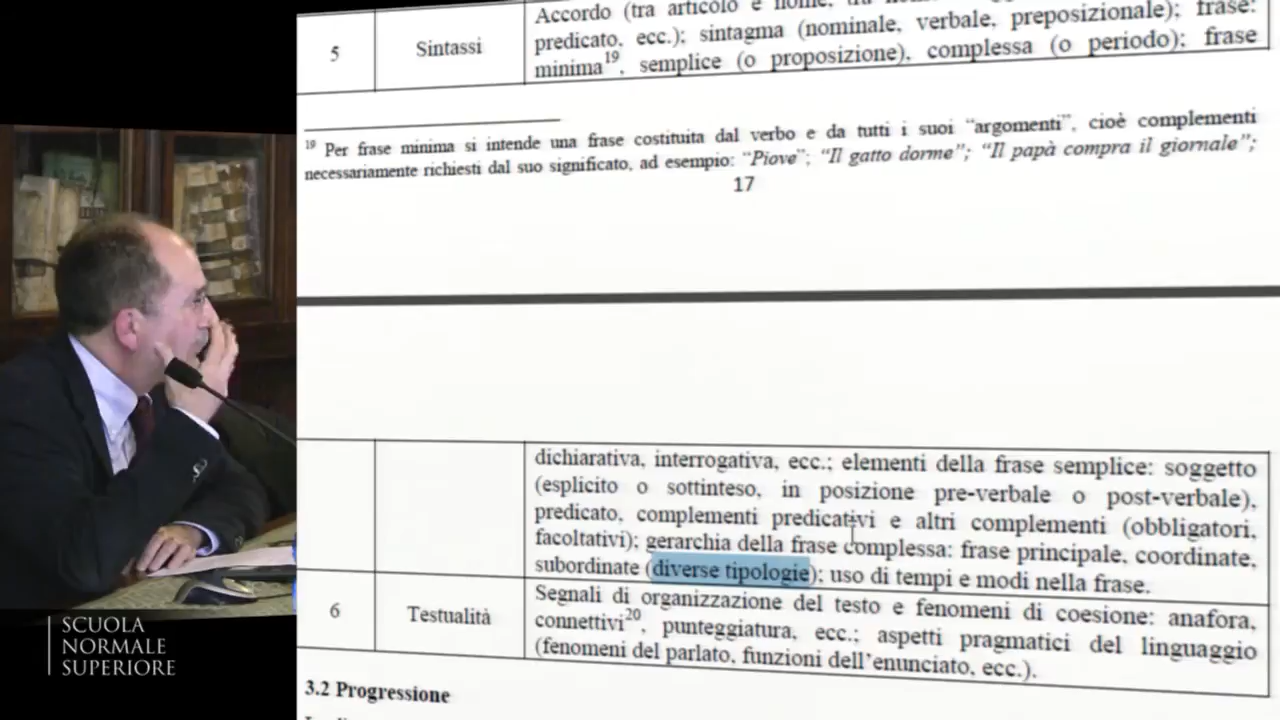 Accordo (tra articolo e nome, tra
5
Sintassi
predicato, ecc.); sintagma (nominale, verbale, preposizionale); frase:
minima19, semplice (o proposizione), complessa (o periodo); frase
19 Per frase minima si intende una frase costituita dal verbo e da tutti i suoi “argomenti”, cioè complementi
necessariamente richiesti dal suo significato, ad esempio: “Piove”; “Il gatto dorme”; “Il papà compra il giornale”;
17
dichiarativa, interrogativa, ecc.; elementi della frase semplice: soggetto
(esplicito o sottinteso, in posizione pre-verbale o post-verbale),
predicato, complementi predicativi e altri complementi (obbligatori,
facoltativi); gerarchia della frase complessa: frase principale, coordinate,
subordinate (diverse tipologie); uso di tempi e modi nella frase.
6
Testualità
Segnali di organizzazione del testo e fenomeni di coesione: anafora,
connettivi20, punteggiatura, ecc.; aspetti pragmatici del linguaggio
(fenomeni del parlato, funzioni dell’enunciato, ecc.).
3.2 Progressione
SCUOLA
NORMALE
SUPERIORE